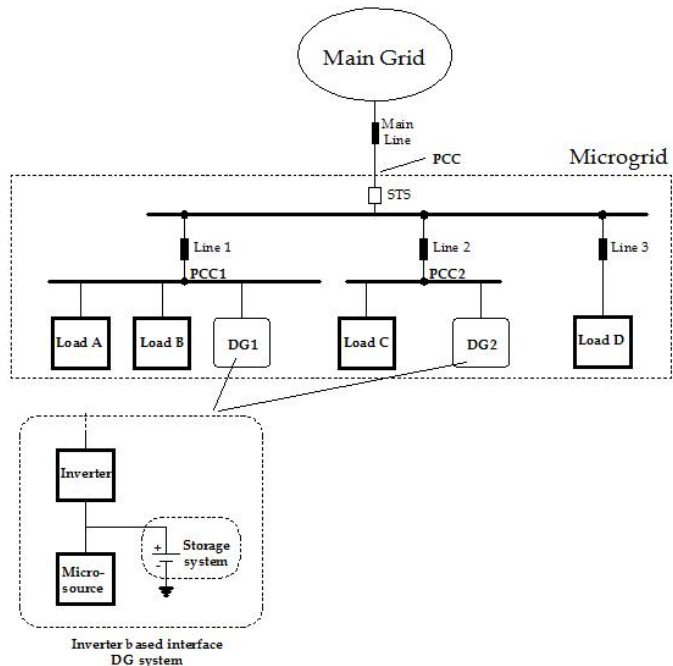 Main Grid
Main
Line
PCC
Microgrid
STS
Line 1
Line 2
Line 3
PCC1
PCC2
Load A
Load B
DG1
Load C
DG2
Load D
Inverter
+
-
Storage
system
Micro-
source
Inverter based interface
DG system